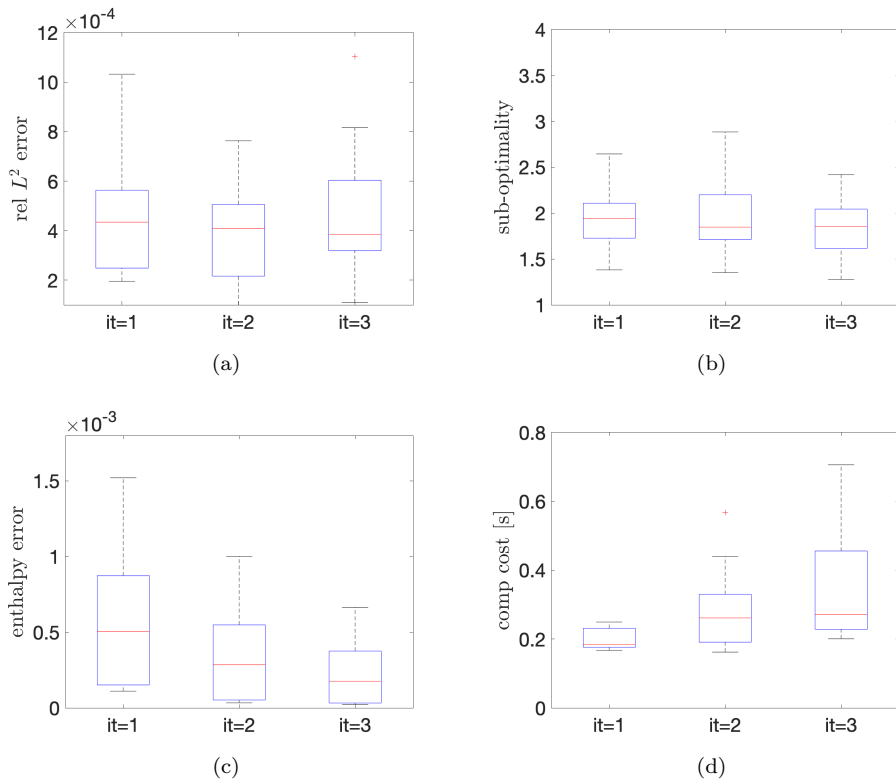 ×10⁻⁴
12
10
8
6
4
2
rel L² error
it=1 it=2 it=3
(a)
4
3.5
3
2.5
2
1.5
1
sub-optimality
it=1 it=2 it=3
(b)
×10⁻³
1.5
1
0.5
0
enthalpy error
it=1 it=2 it=3
(c)
0.8
0.6
0.4
0.2
0
comp cost [s]
it=1 it=2 it=3
(d)